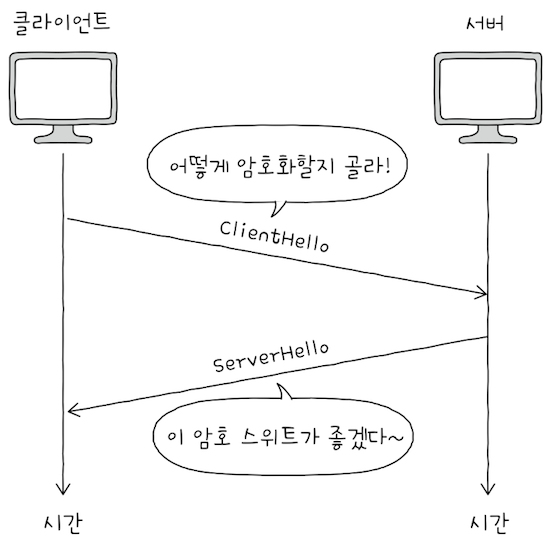 클라이언트
서버
어떻게 암호화할지 골라!
ClientHello
serverHello
이 암호 스위트가 좋겠다~
시간
시간